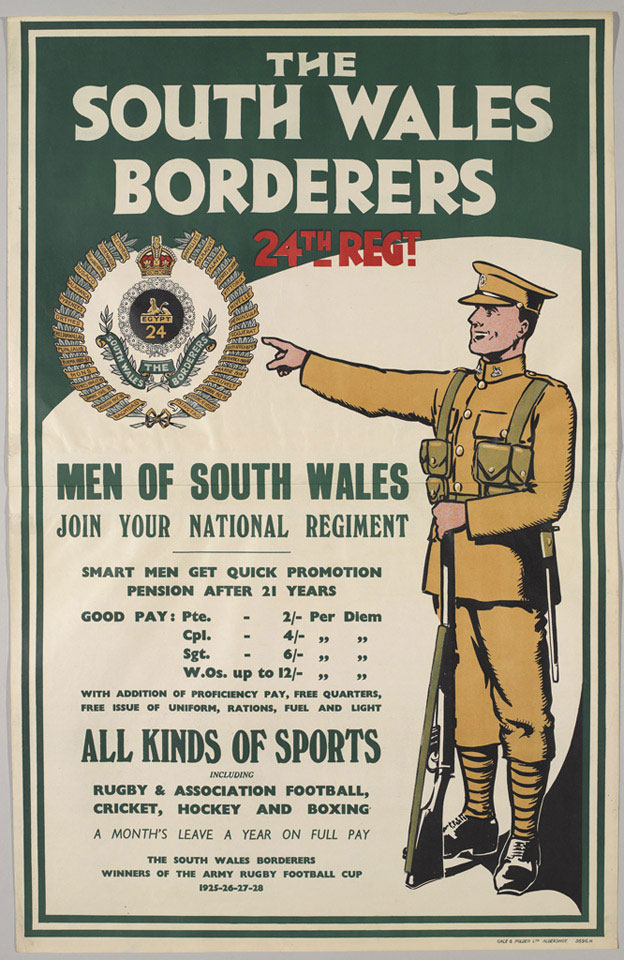 THE
SOUTH WALES
BORDERERS
24TH REGT.
EGYPT
24
SOUTH WALES THE BORDERERS
MEN OF SOUTH WALES
JOIN YOUR NATIONAL REGIMENT
SMART MEN GET QUICK PROMOTION
PENSION AFTER 21 YEARS
GOOD PAY: Pte. - 2/- Per Diem
Cpl. - 4/- „ „
Sgt. - 6/- „ „
W.Os. up to 12/- „ „
WITH ADDITION OF PROFICIENCY PAY, FREE QUARTERS,
FREE ISSUE OF UNIFORM, RATIONS, FUEL AND LIGHT
ALL KINDS OF SPORTS
INCLUDING
RUGBY & ASSOCIATION FOOTBALL,
CRICKET, HOCKEY AND BOXING
A MONTH'S LEAVE A YEAR ON FULL PAY
THE SOUTH WALES BORDERERS
WINNERS OF THE ARMY RUGBY FOOTBALL CUP
1925-26-27-28
GALE & POLDEN LTD ALDERSHOT